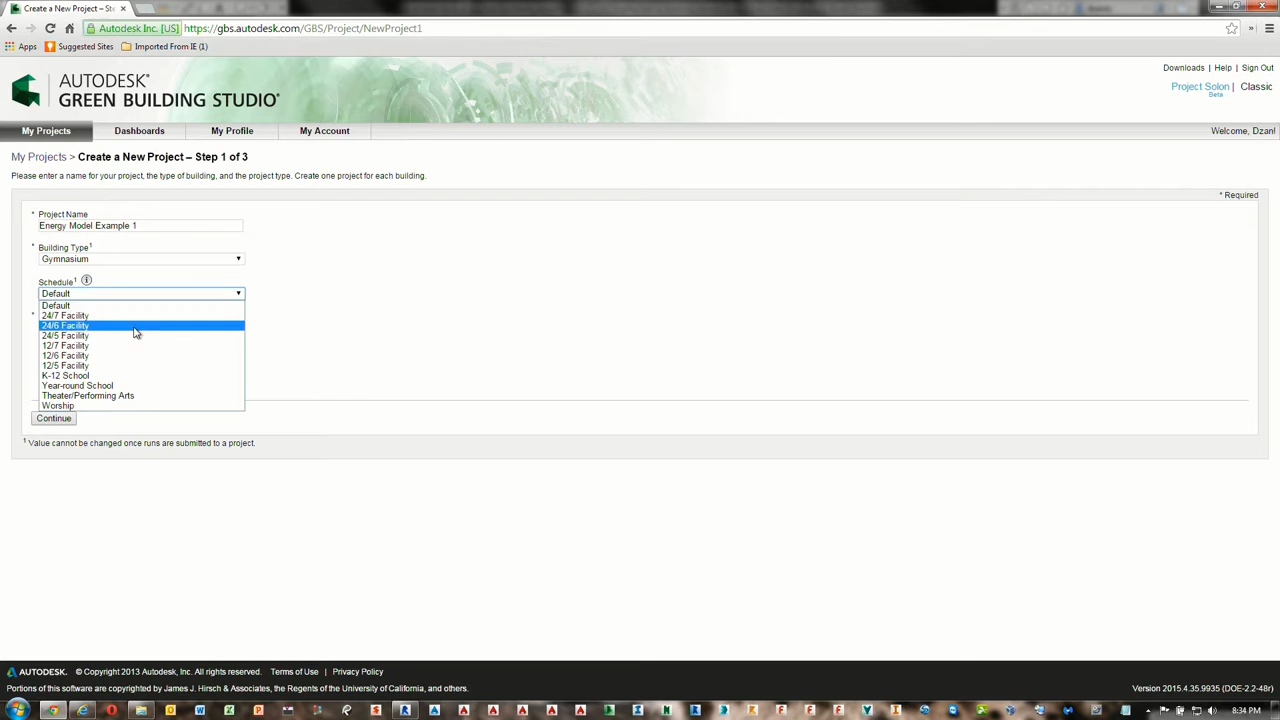 Create a New Project – Ste
Autodesk Inc. [US]
https://gbs.autodesk.com/GBS/Project/NewProject1
Apps
Suggested Sites
Imported From IE (1)
AUTODESK®
GREEN BUILDING STUDIO®
Downloads | Help | Sign Out
Project Solon | Classic
Beta
My Projects
Dashboards
My Profile
My Account
Welcome, Dzan!
My Projects > Create a New Project – Step 1 of 3
Please enter a name for your project, the type of building, and the project type. Create one project for each building.
* Required
* Project Name
Energy Model Example 1
* Building Type1
Gymnasium
Schedule1
Default
Default
24/7 Facility
*
24/6 Facility
24/5 Facility
12/7 Facility
12/6 Facility
12/5 Facility
K-12 School
Year-round School
Theater/Performing Arts
Worship
Continue
1 Value cannot be changed once runs are submitted to a project.
AUTODESK. © Copyright 2013 Autodesk, Inc. All rights reserved. Terms of Use | Privacy Policy
Portions of this software are copyrighted by James J. Hirsch & Associates, the Regents of the University of California, and others.
Version 2015.4.35.9935 (DOE-2.2-48r)
8:34 PM